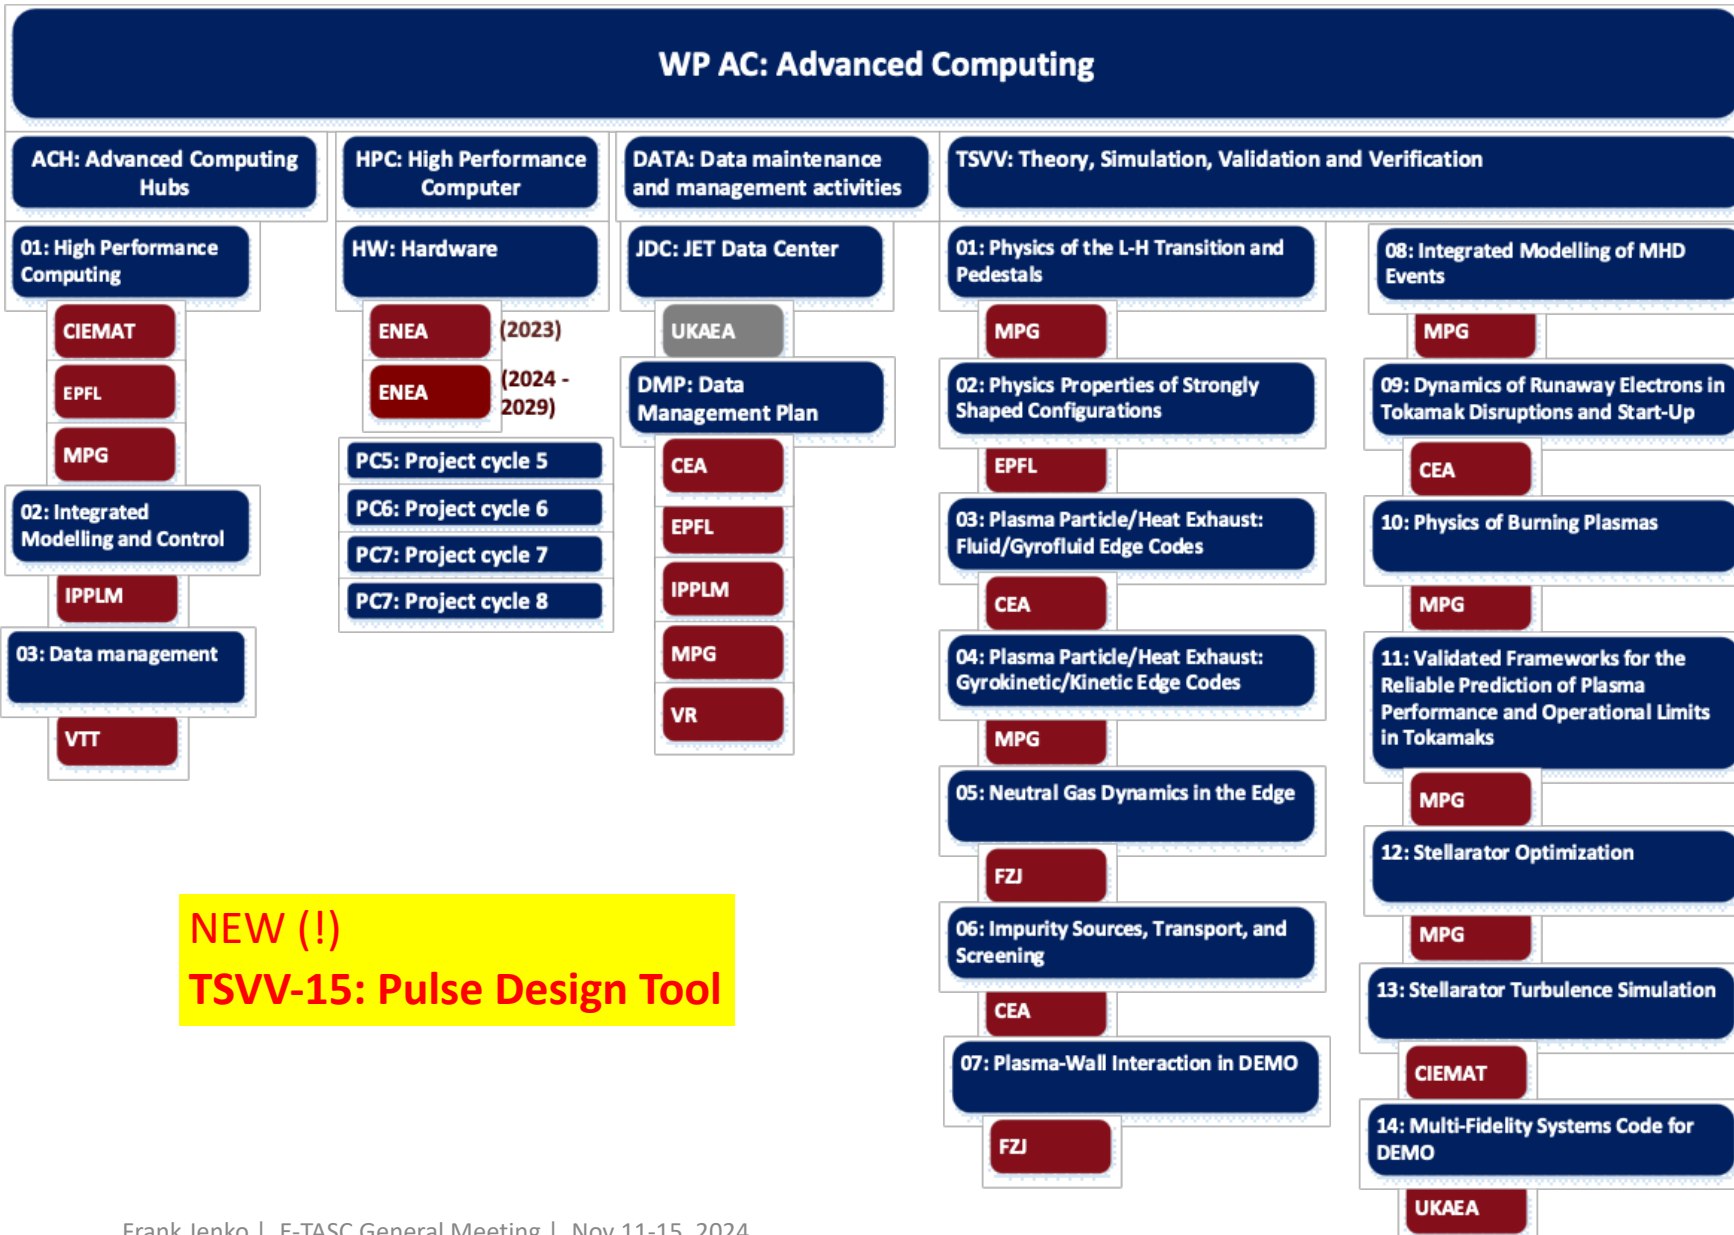 WP AC: Advanced Computing
ACH: Advanced Computing
Hubs
01: High Performance
Computing
CIEMAT
EPFL
MPG
02: Integrated
Modelling and Control
IPPLM
03: Data management
VTT
HPC: High Performance
Computer
HW: Hardware
ENEA
(2023)
ENEA
(2024 -
2029)
PC5: Project cycle 5
PC6: Project cycle 6
PC7: Project cycle 7
PC7: Project cycle 8
DATA: Data maintenance
and management activities
JDC: JET Data Center
UKAEA
DMP: Data
Management Plan
CEA
EPFL
IPPLM
MPG
VR
TSVV: Theory, Simulation, Validation and Verification
01: Physics of the L-H Transition and
Pedestals
MPG
02: Physics Properties of Strongly
Shaped Configurations
EPFL
03: Plasma Particle/Heat Exhaust:
Fluid/Gyrofluid Edge Codes
CEA
04: Plasma Particle/Heat Exhaust:
Gyrokinetic/Kinetic Edge Codes
MPG
05: Neutral Gas Dynamics in the Edge
FZJ
06: Impurity Sources, Transport, and
Screening
CEA
07: Plasma-Wall Interaction in DEMO
FZJ
08: Integrated Modelling of MHD
Events
MPG
09: Dynamics of Runaway Electrons in
Tokamak Disruptions and Start-Up
CEA
10: Physics of Burning Plasmas
MPG
11: Validated Frameworks for the
Reliable Prediction of Plasma
Performance and Operational Limits
in Tokamaks
MPG
12: Stellarator Optimization
MPG
13: Stellarator Turbulence Simulation
CIEMAT
14: Multi-Fidelity Systems Code for
DEMO
UKAEA
NEW (!)
TSVV-15: Pulse Design Tool
Frank Jenko | E-TASC General Meeting | Nov 11-15, 2024